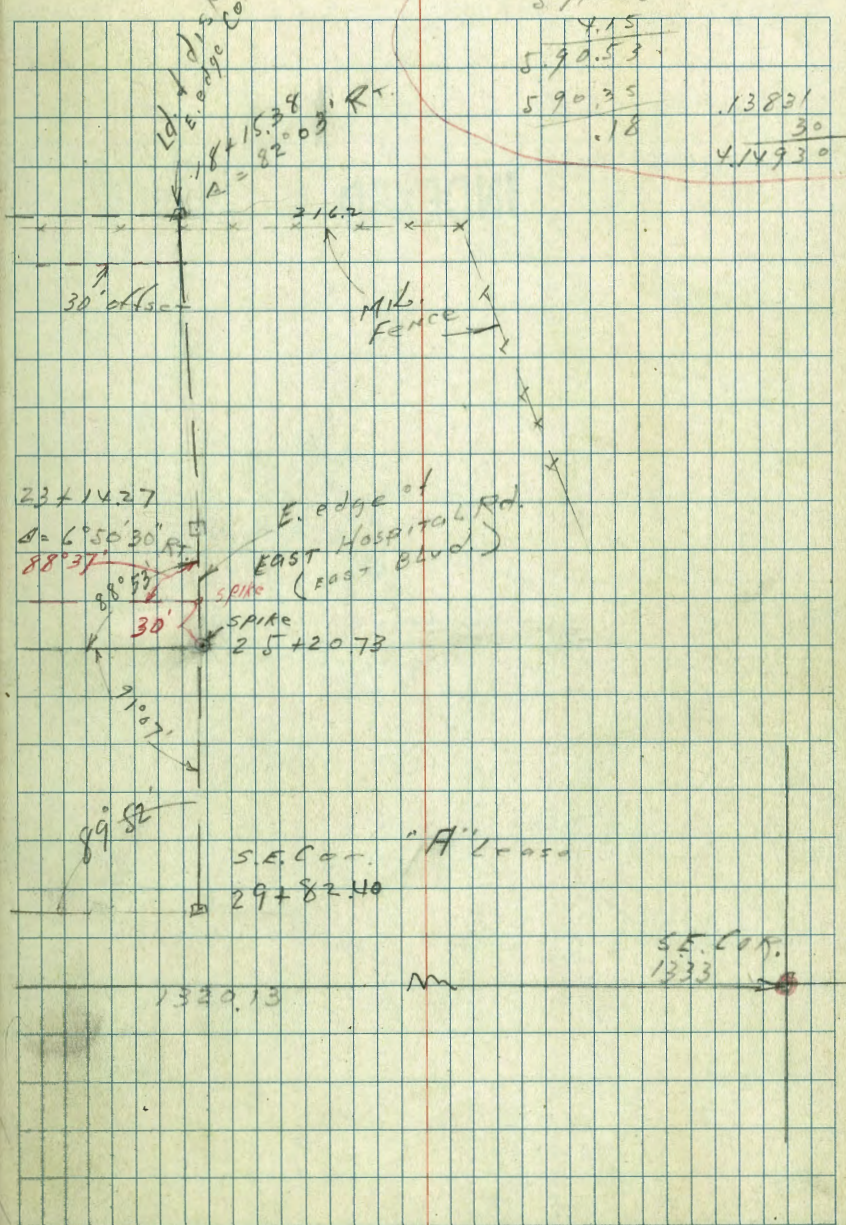 4.15
5 90.53
5 90.35
.18
.13831
30
4.14930
E. edge
18+15.38
Δ = 82°03' Rt.
216.2
30' offset
MIL.
Fence
23+14.27
Δ= 6°50'30" Rt.
88°37'
88°53'
E. edge of
EAST HOSPITAL Rd.
(EAST Blvd.)
spike
30'
spike
25+20.73
07'
89°52'
S.E. Cor. "A" Lease
29+82.40
S.E. COR.
1333
1320.13